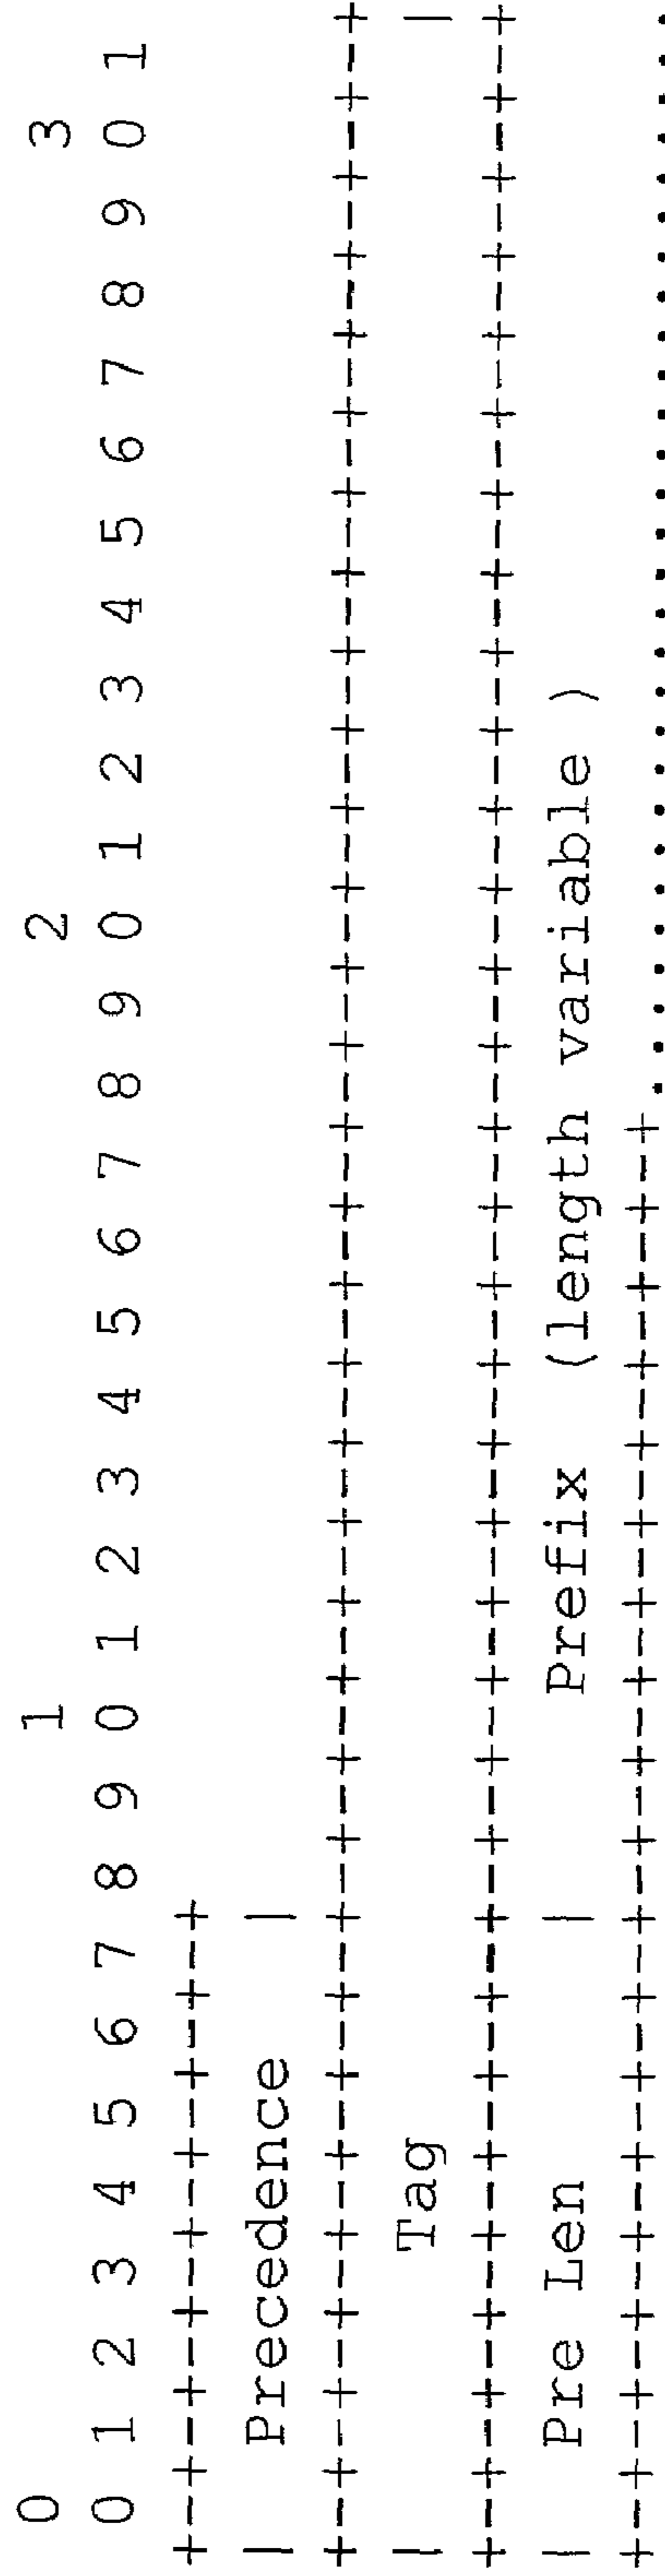 0                   1                   2                   3
 0 1 2 3 4 5 6 7 8 9 0 1 2 3 4 5 6 7 8 9 0 1 2 3 4 5 6 7 8 9 0 1
+-+-+-+-+-+-+-+-+
|  Precedence   |
+-+-+-+-+-+-+-+-+-+-+-+-+-+-+-+-+-+-+-+-+-+-+-+-+-+-+-+-+-+-+-+-+
|       Tag                                                     |
+-+-+-+-+-+-+-+-+-+-+-+-+-+-+-+-+-+-+-+-+-+-+-+-+-+-+-+-+-+-+-+-+
|  Pre Len      |     Prefix  (length variable )
+-+-+-+-+-+-+-+-+-+-+-+-+-+-+-+-+-+-+............................